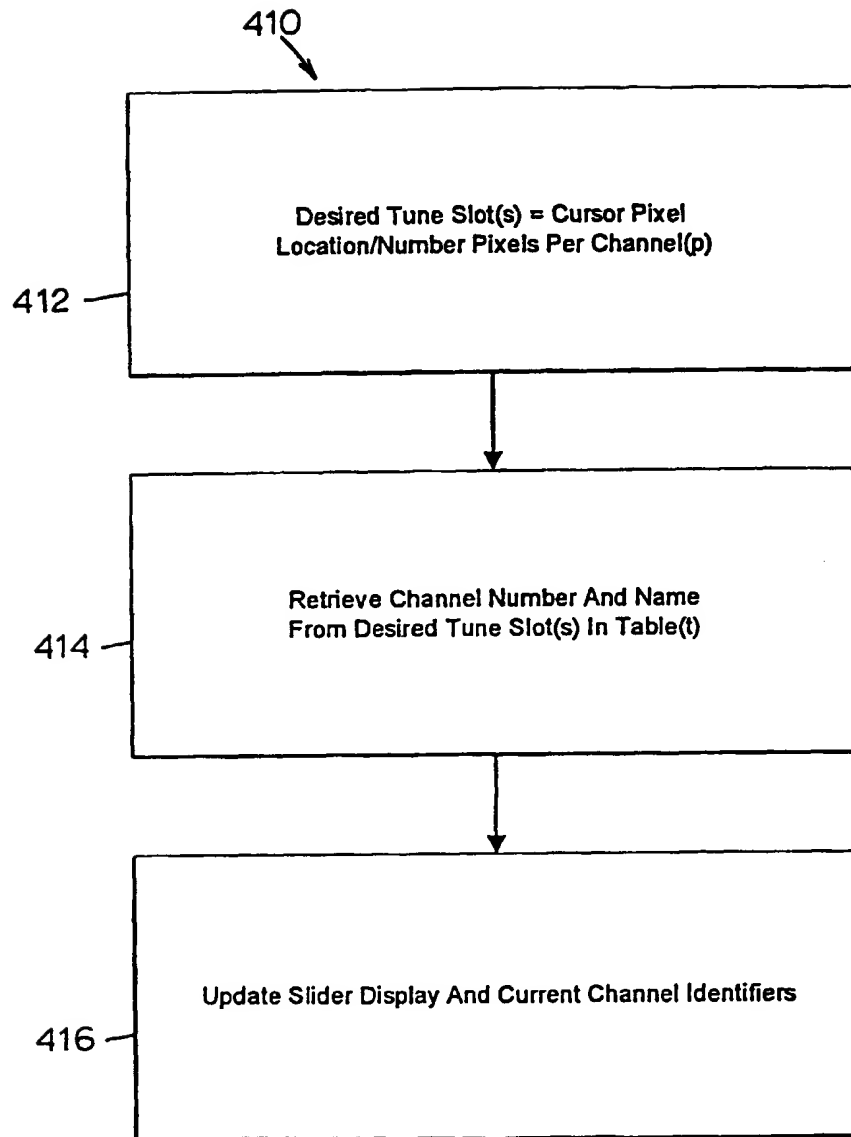 410
Desired Tune Slot(s) = Cursor Pixel
Location/Number Pixels Per Channel(p)
412
Retrieve Channel Number And Name
From Desired Tune Slot(s) In Table(t)
414
Update Slider Display And Current Channel Identifiers
416